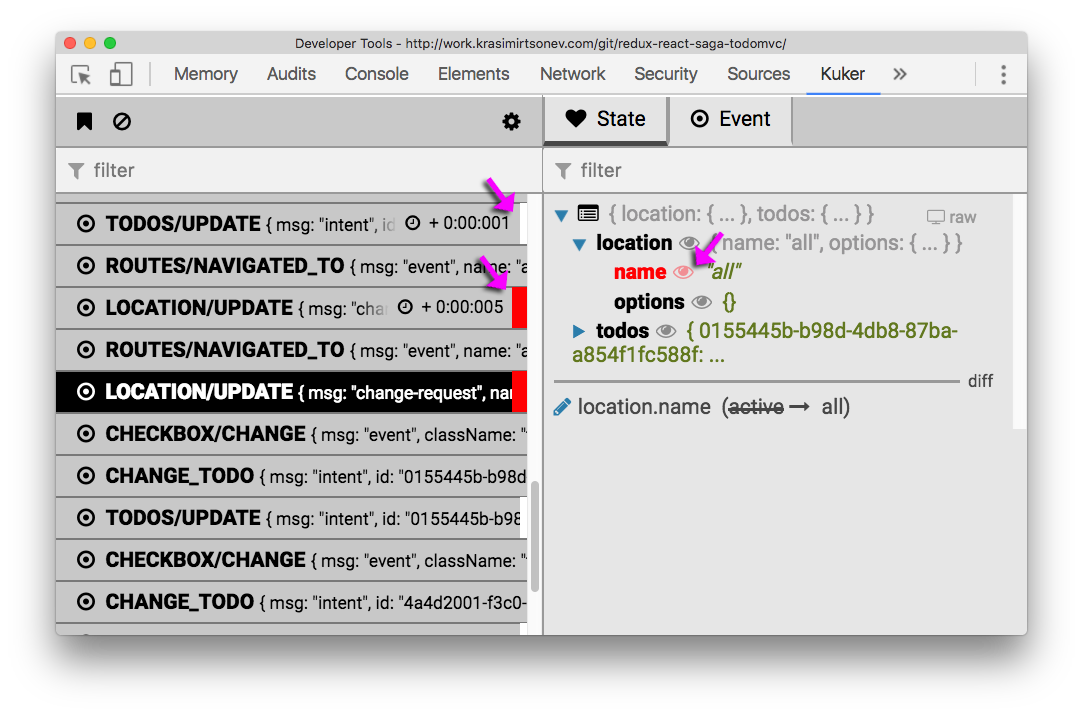 Developer Tools - http://work.krasimirtsonev.com/git/redux-react-saga-todomvc/
Memory Audits Console Elements Network Security Sources Kuker »
State Event
filter
filter
TODOS/UPDATE { msg: "intent", id + 0:00:001
ROUTES/NAVIGATED_TO { msg: "event", name: "a
LOCATION/UPDATE { msg: "cha + 0:00:005
ROUTES/NAVIGATED_TO { msg: "event", name: "a
LOCATION/UPDATE { msg: "change-request", nam
CHECKBOX/CHANGE { msg: "event", className: "
CHANGE_TODO { msg: "intent", id: "0155445b-b98d
TODOS/UPDATE { msg: "intent", id: "0155445b-b98
CHECKBOX/CHANGE { msg: "event", className: "
CHANGE_TODO { msg: "intent", id: "4a4d2001-f3c0-
{ location: { ... }, todos: { ... } } raw
location { name: "all", options: { ... } }
name "all"
options {}
todos { 0155445b-b98d-4db8-87ba-
a854f1fc588f: ...
diff
location.name (active → all)